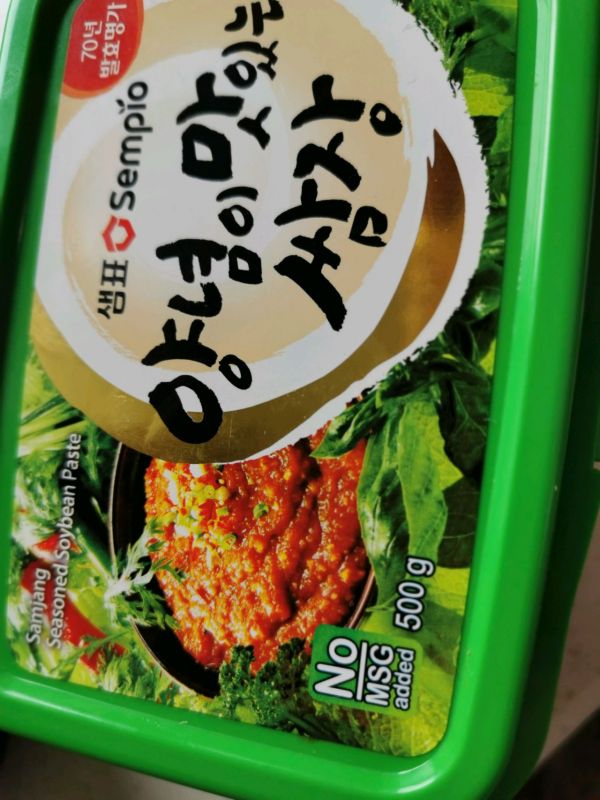 70년
발효명가
샘표 Sempio
양념이 맛있는
쌈장
Samjang
Seasoned Soybean Paste
No
MSG
added
500 g